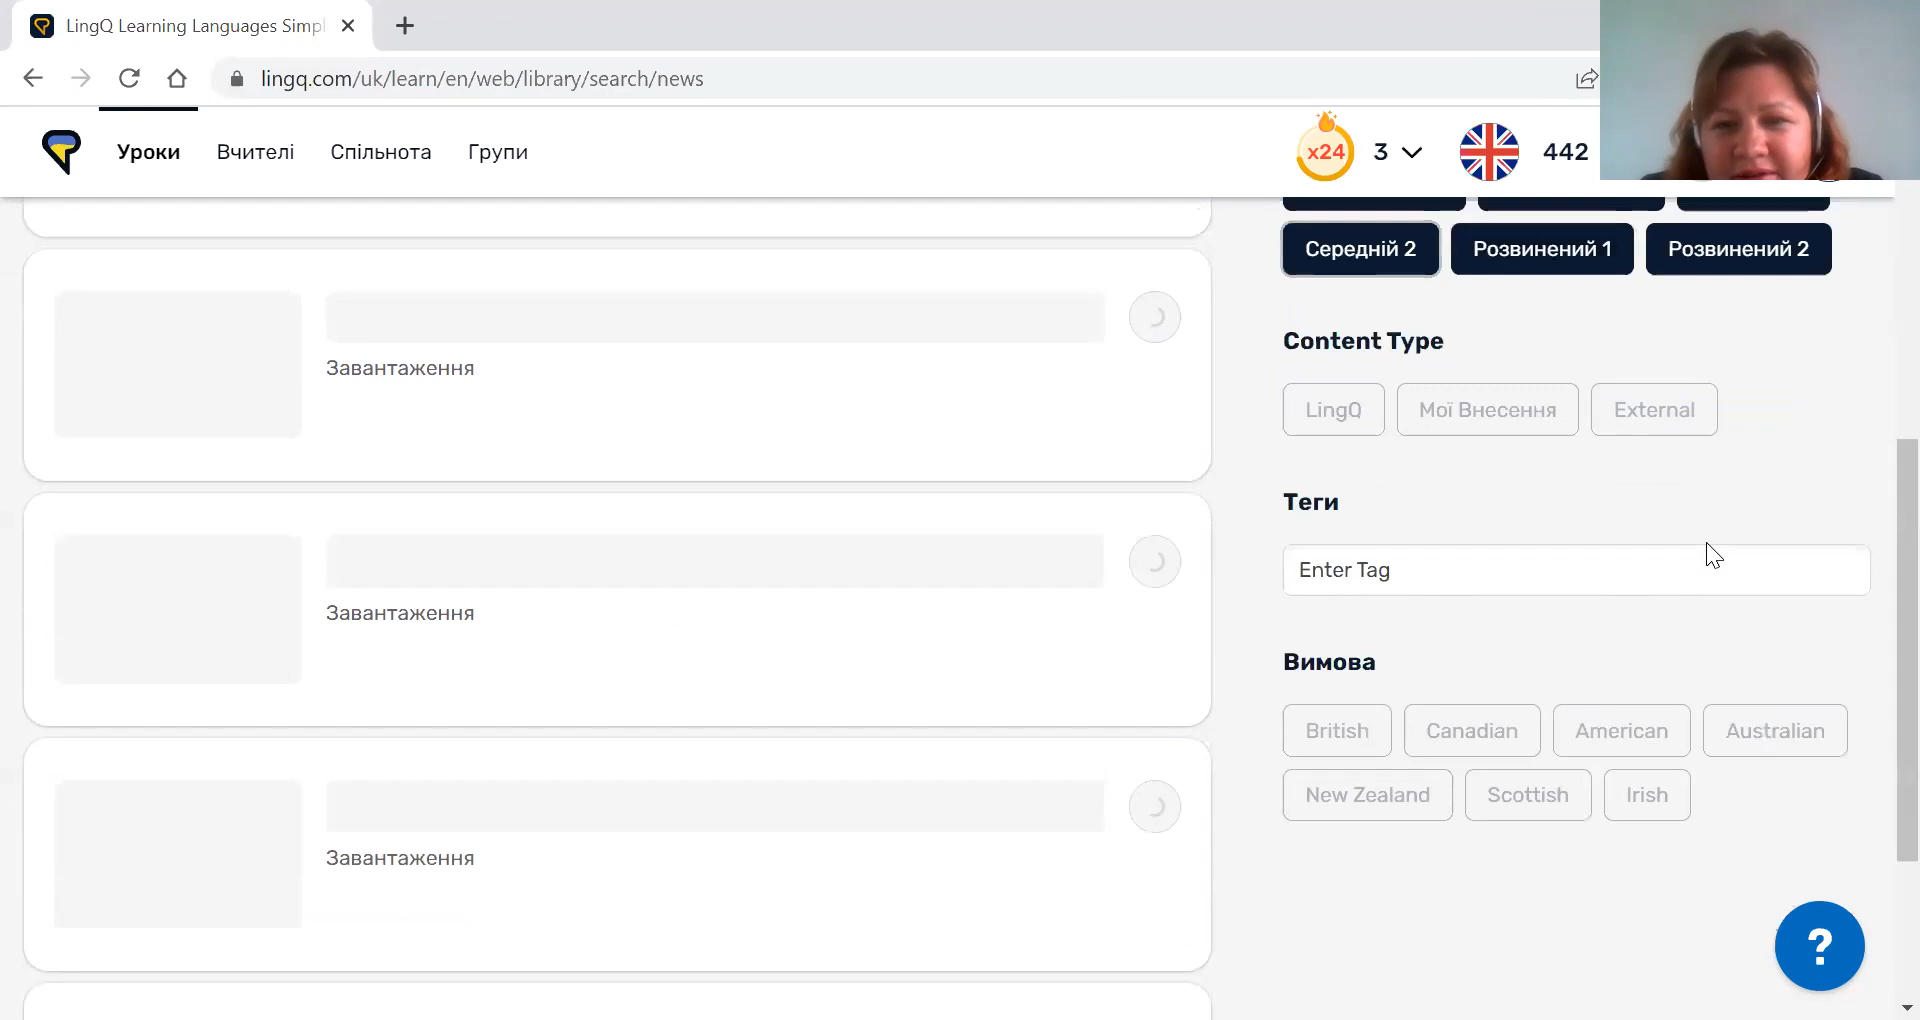 LingQ Learning Languages Simpl
lingq.com/uk/learn/en/web/library/search/news
Уроки
Вчителі
Спільнота
Групи
x24
3
442
Середній 2
Розвинений 1
Розвинений 2
Завантаження
Content Type
LingQ
Мої Внесення
External
Теги
Enter Tag
Завантаження
Вимова
British
Canadian
American
Australian
New Zealand
Scottish
Irish
Завантаження
?